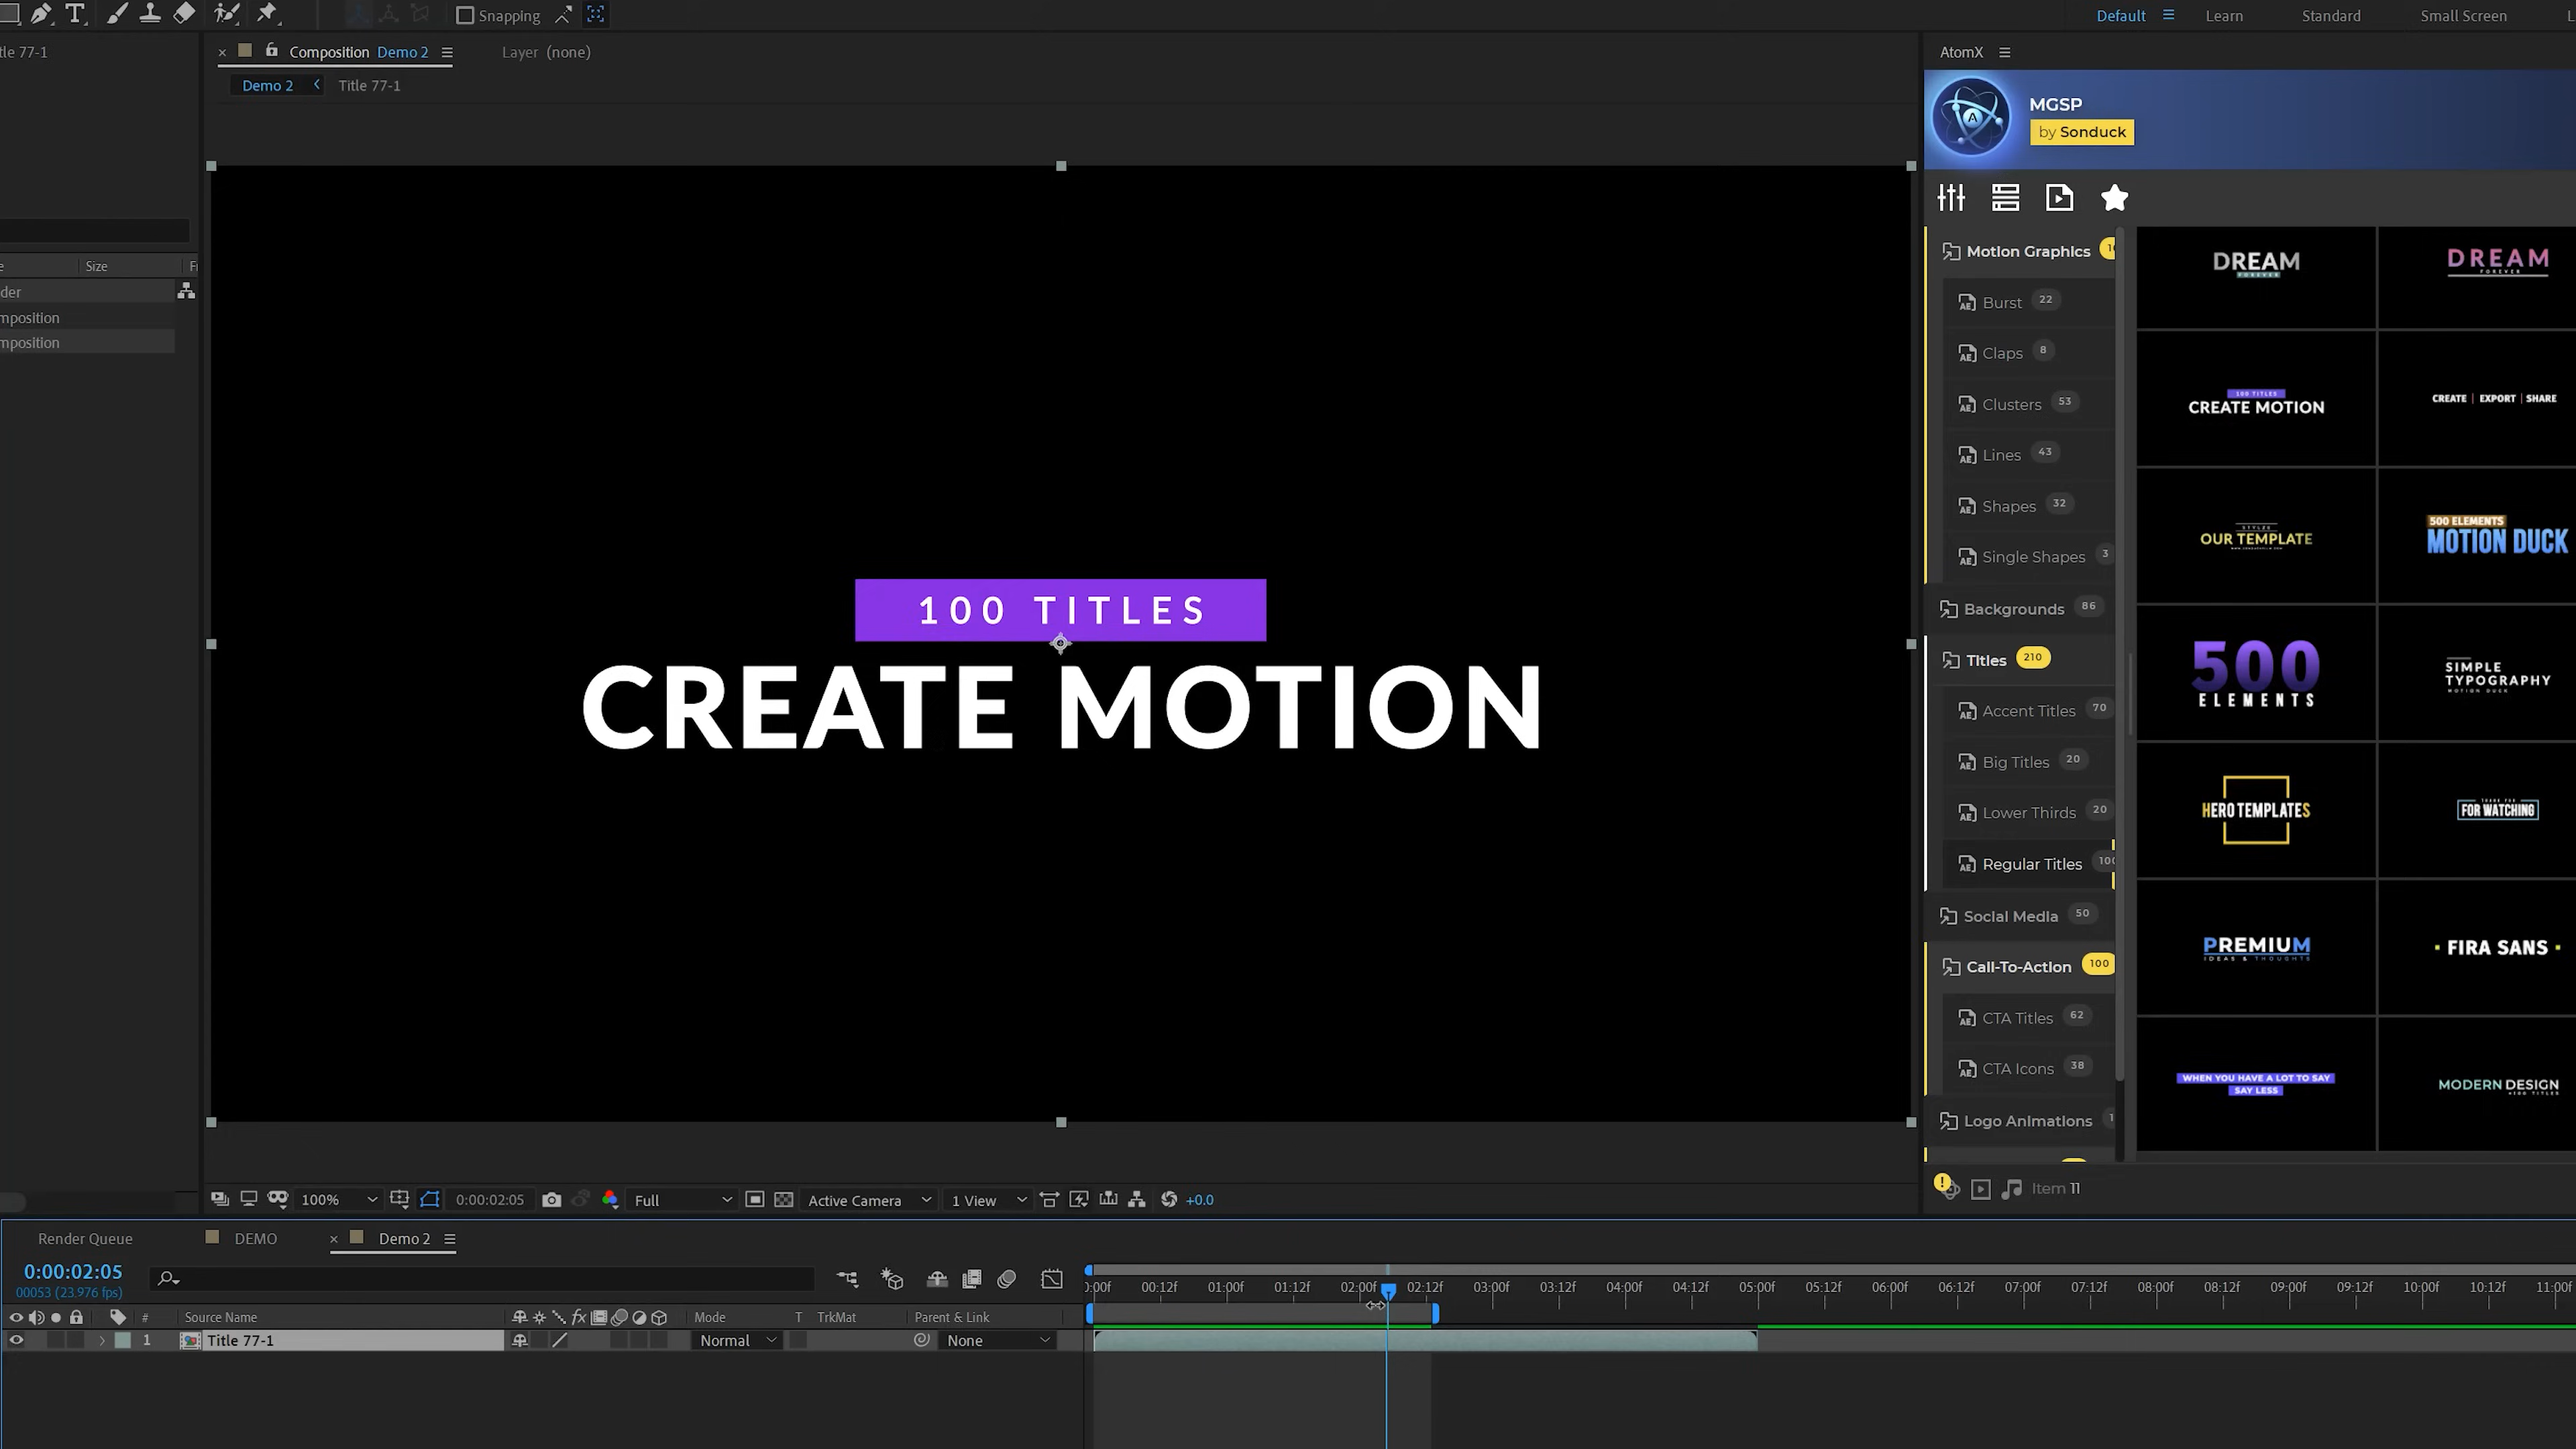 Snapping
Default
Learn
Standard
Small Screen
tle 77-1
Composition Demo 2
Layer (none)
AtomX
Demo 2
Title 77-1
MGSP
by Sonduck
Size
der
mposition
mposition
100 TITLES
CREATE MOTION
Motion Graphics
Burst 22
Claps 8
Clusters 53
Lines 43
Shapes 32
Single Shapes 3
Backgrounds 86
Titles 210
Accent Titles 70
Big Titles 20
Lower Thirds 20
Regular Titles 100
Social Media 50
Call-To-Action 100
CTA Titles 62
CTA Icons 38
Logo Animations 1
DREAM
FOREVER
DREAM
FOREVER
100 TITLES
CREATE MOTION
CREATE | EXPORT | SHARE
OUR TEMPLATE
500 ELEMENTS
MOTION DUCK
500
ELEMENTS
SIMPLE
TYPOGRAPHY
MOTION DUCK
HERO TEMPLATES
FOR WATCHING
PREMIUM
IDEAS & THOUGHTS
FIRA SANS
WHEN YOU HAVE A LOT TO SAY
SAY LESS
MODERN DESIGN
+100 TITLES
Item 11
100%
0:00:02:05
Full
Active Camera
1 View
+0.0
Render Queue
DEMO
Demo 2
0:00:02:05
00053 (23.976 fps)
:00f 00:12f 01:00f 01:12f 02:00f 02:12f 03:00f 03:12f 04:00f 04:12f 05:00f 05:12f 06:00f 06:12f 07:00f 07:12f 08:00f 08:12f 09:00f 09:12f 10:00f 10:12f 11:00f
# Source Name Mode T TrkMat Parent & Link
1 Title 77-1 Normal None